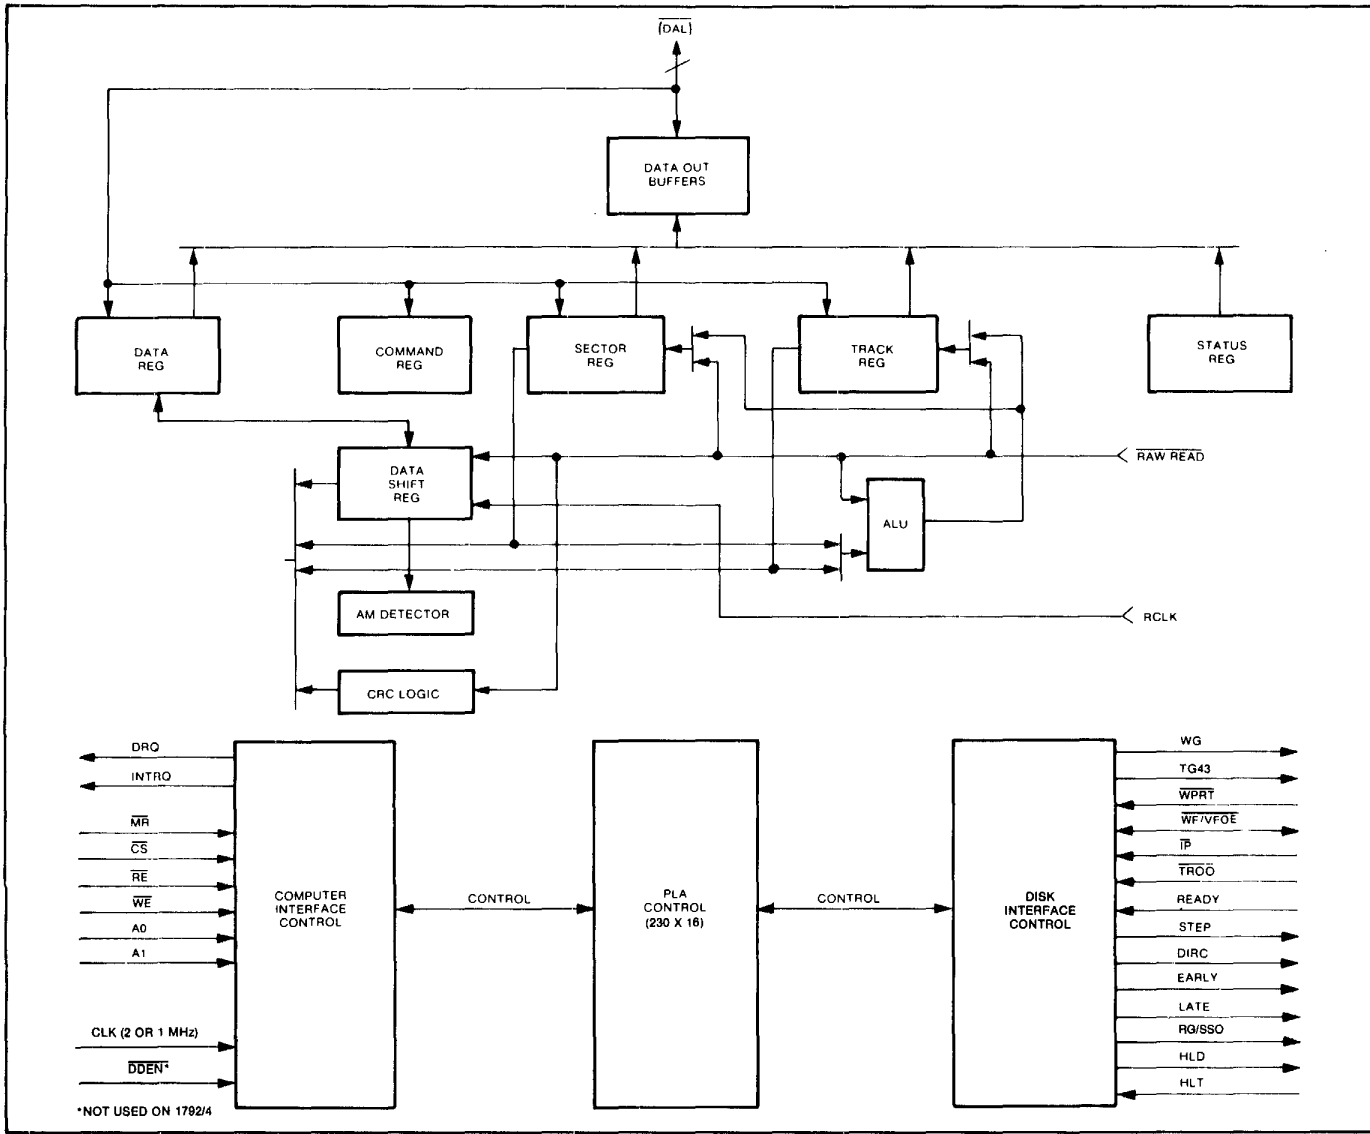 (DAL)
DATA OUT
BUFFERS
DATA
REG
COMMAND
REG
SECTOR
REG
TRACK
REG
STATUS
REG
DATA
SHIFT
REG
RAW READ
ALU
AM DETECTOR
RCLK
CRC LOGIC
DRQ
INTRQ
MR
CS
RE
WE
A0
A1
CLK (2 OR 1 MHz)
DDEN*
*NOT USED ON 1792/4
COMPUTER
INTERFACE
CONTROL
CONTROL
PLA
CONTROL
(230 X 16)
CONTROL
DISK
INTERFACE
CONTROL
WG
TG43
WPRT
WF/VFOE
IP
TROO
READY
STEP
DIRC
EARLY
LATE
RG/SSO
HLD
HLT